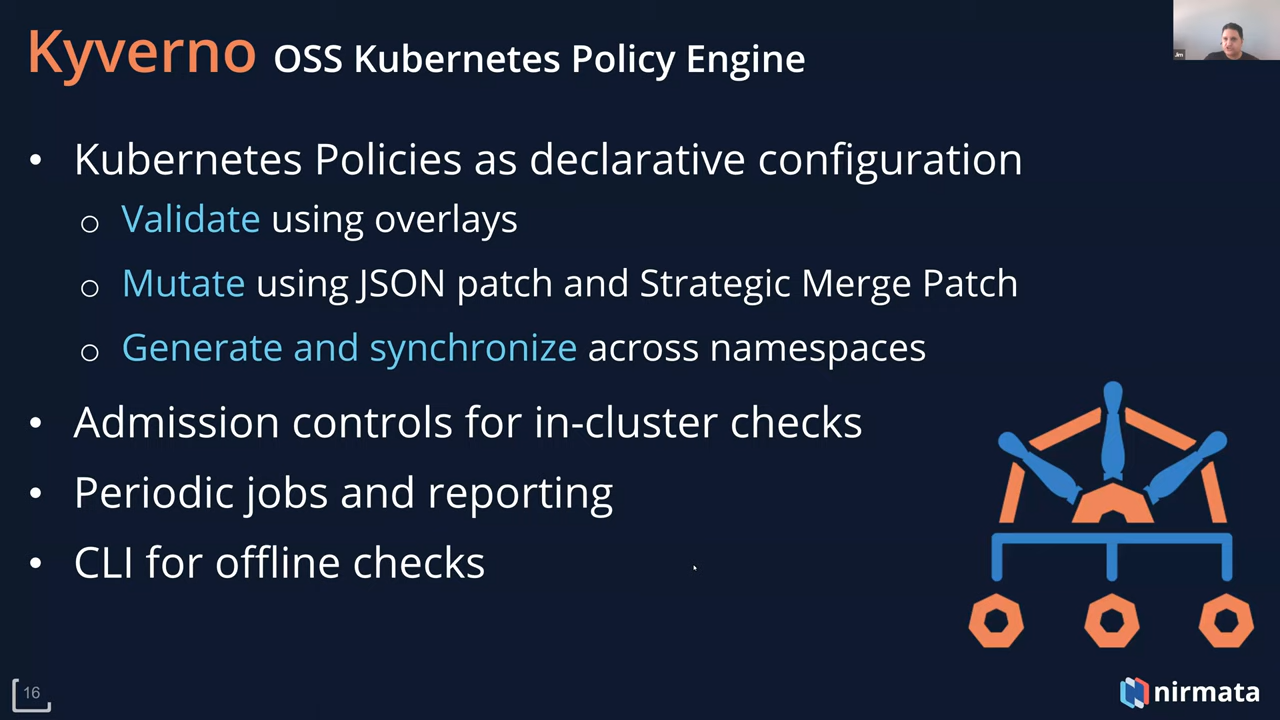 Kyverno OSS Kubernetes Policy Engine
• Kubernetes Policies as declarative configuration
o Validate using overlays
o Mutate using JSON patch and Strategic Merge Patch
o Generate and synchronize across namespaces
• Admission controls for in-cluster checks
• Periodic jobs and reporting
• CLI for offline checks
16
nirmata